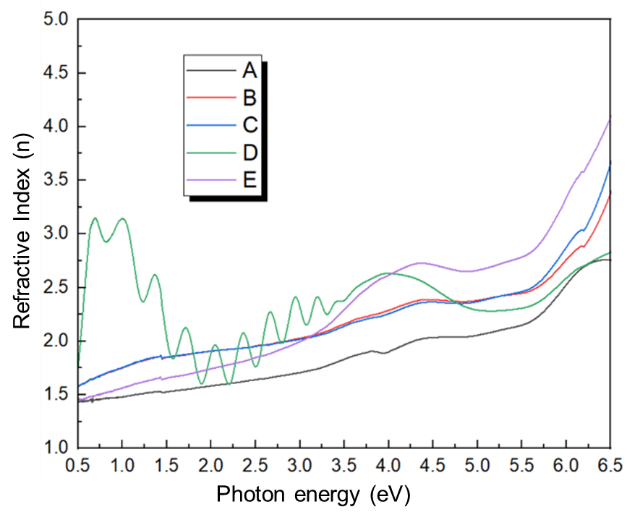 5.0
4.5
4.0
3.5
3.0
2.5
2.0
1.5
1.0
Refractive Index (n)
A
B
C
D
E
0.5 1.0 1.5 2.0 2.5 3.0 3.5 4.0 4.5 5.0 5.5 6.0 6.5
Photon energy (eV)